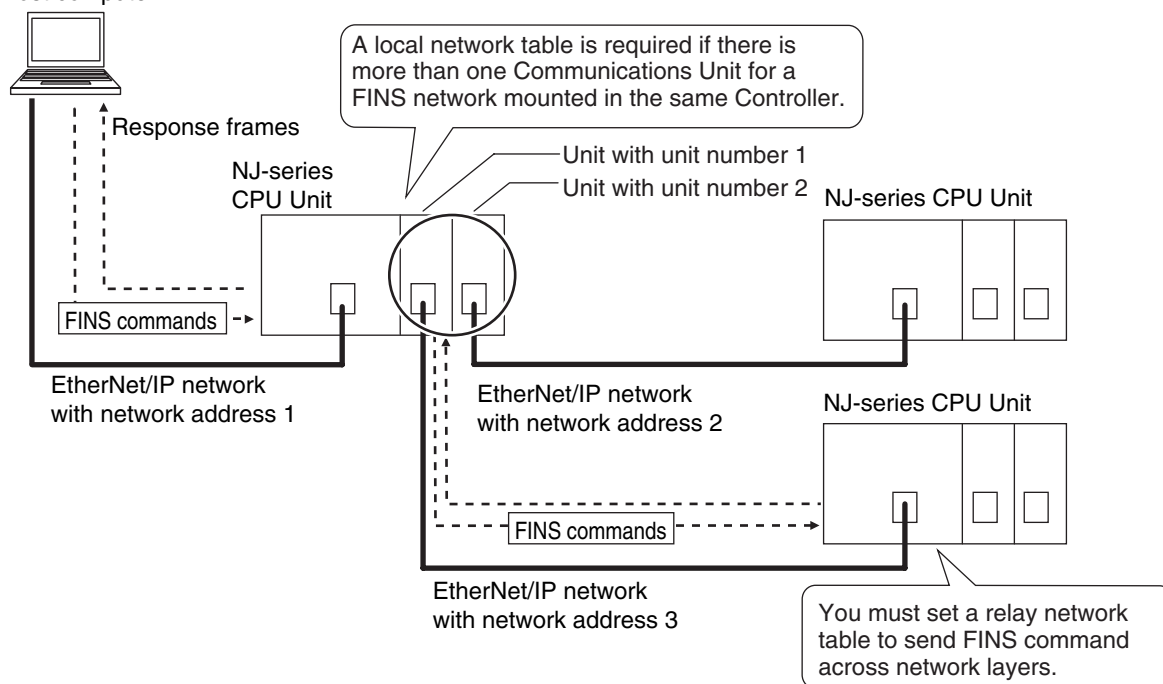 A local network table is required if there is
more than one Communications Unit for a
FINS network mounted in the same Controller.
Response frames
NJ-series
CPU Unit
Unit with unit number 1
Unit with unit number 2
NJ-series CPU Unit
FINS commands
EtherNet/IP network
with network address 1
EtherNet/IP network
with network address 2
NJ-series CPU Unit
FINS commands
EtherNet/IP network
with network address 3
You must set a relay network
table to send FINS command
across network layers.